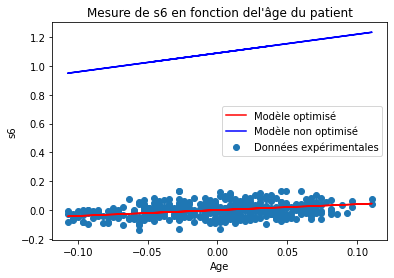 Mesure de s6 en fonction del'âge du patient
s6
1.2
1.0
0.8
0.6
0.4
0.2
0.0
−0.2
Modèle optimisé
Modèle non optimisé
Données expérimentales
−0.10
−0.05
0.00
0.05
0.10
Age